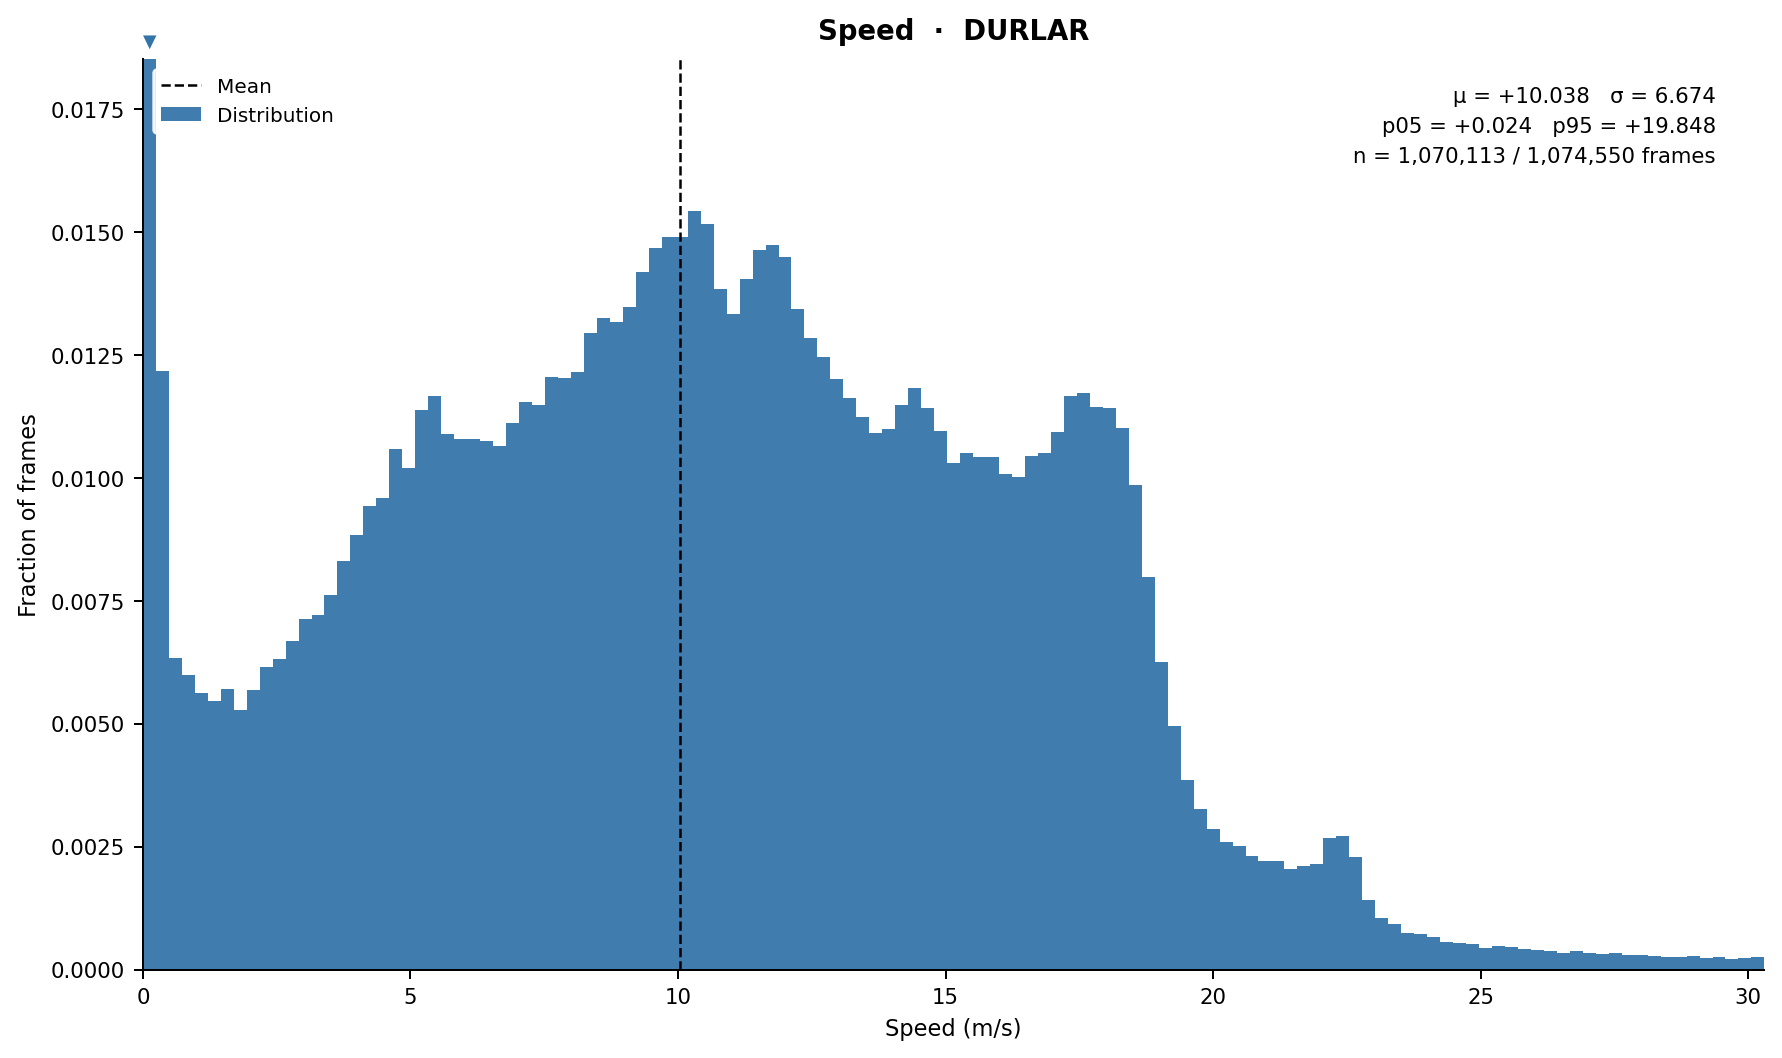 Speed · DURLAR
Mean
Distribution
μ = +10.038 σ = 6.674
p05 = +0.024 p95 = +19.848
n = 1,070,113 / 1,074,550 frames
Fraction of frames
0.0175
0.0150
0.0125
0.0100
0.0075
0.0050
0.0025
0.0000
0 5 10 15 20 25 30
Speed (m/s)